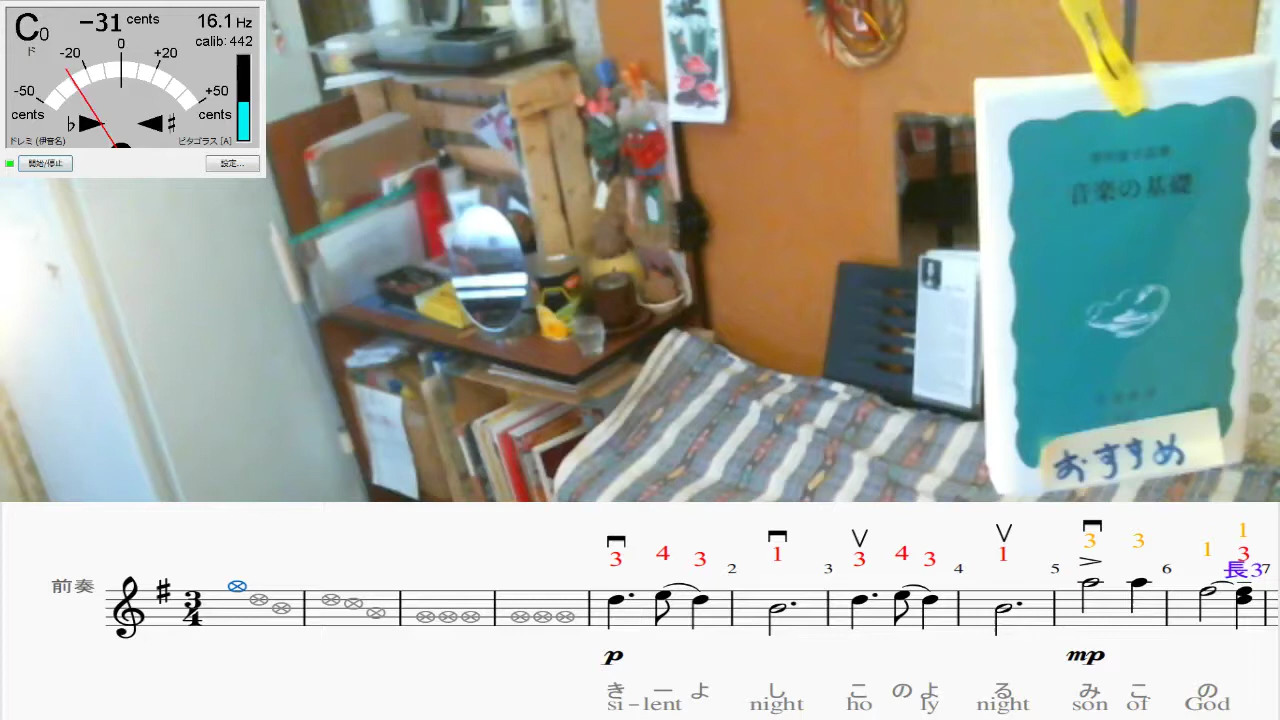 C0 -31 cents 16.1 Hz
ド calib: 442
-50 -20 0 +20 +50
cents cents
♭ ♯
ドレミ (伊音名) ピタゴラス [A]
開始/停止 設定...
音楽の基礎
おすすめ
3 4 3 1 3 4 3 1 3 3 1 1
3
2 3 4 5 6 長3 7
前奏
3
4
p mp
き ー よ し こ の よ る み こ の
si - lent night ho ly night son of God